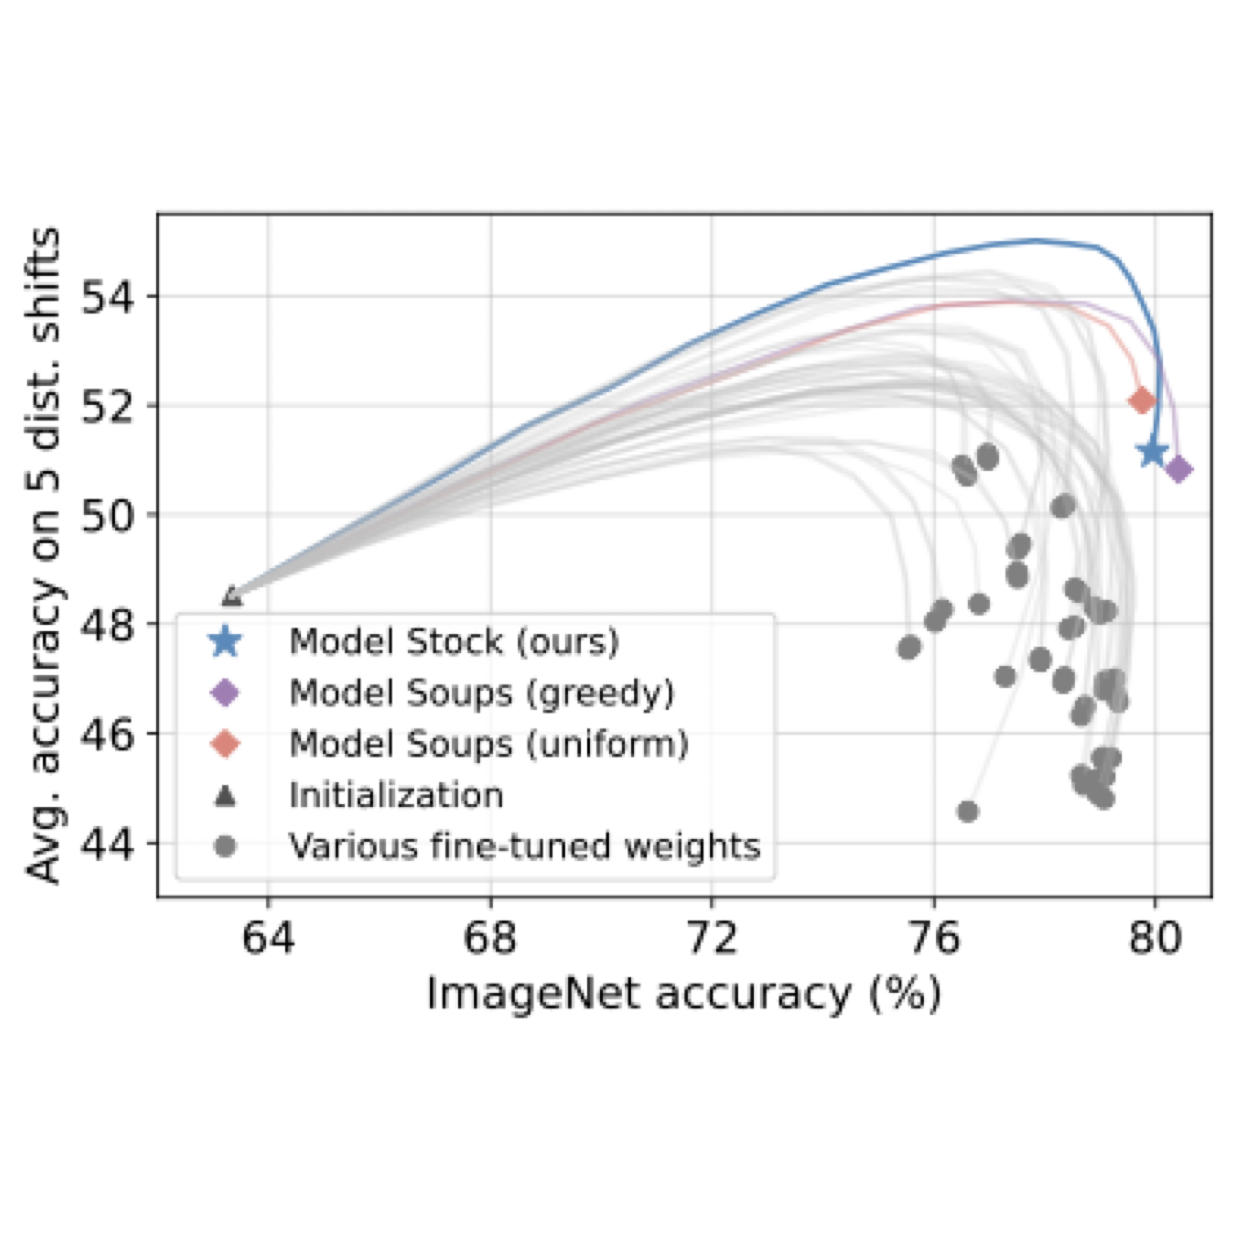 Avg. accuracy on 5 dist. shifts
54
52
50
48
46
44
Model Stock (ours)
Model Soups (greedy)
Model Soups (uniform)
Initialization
Various fine-tuned weights
64 68 72 76 80
ImageNet accuracy (%)